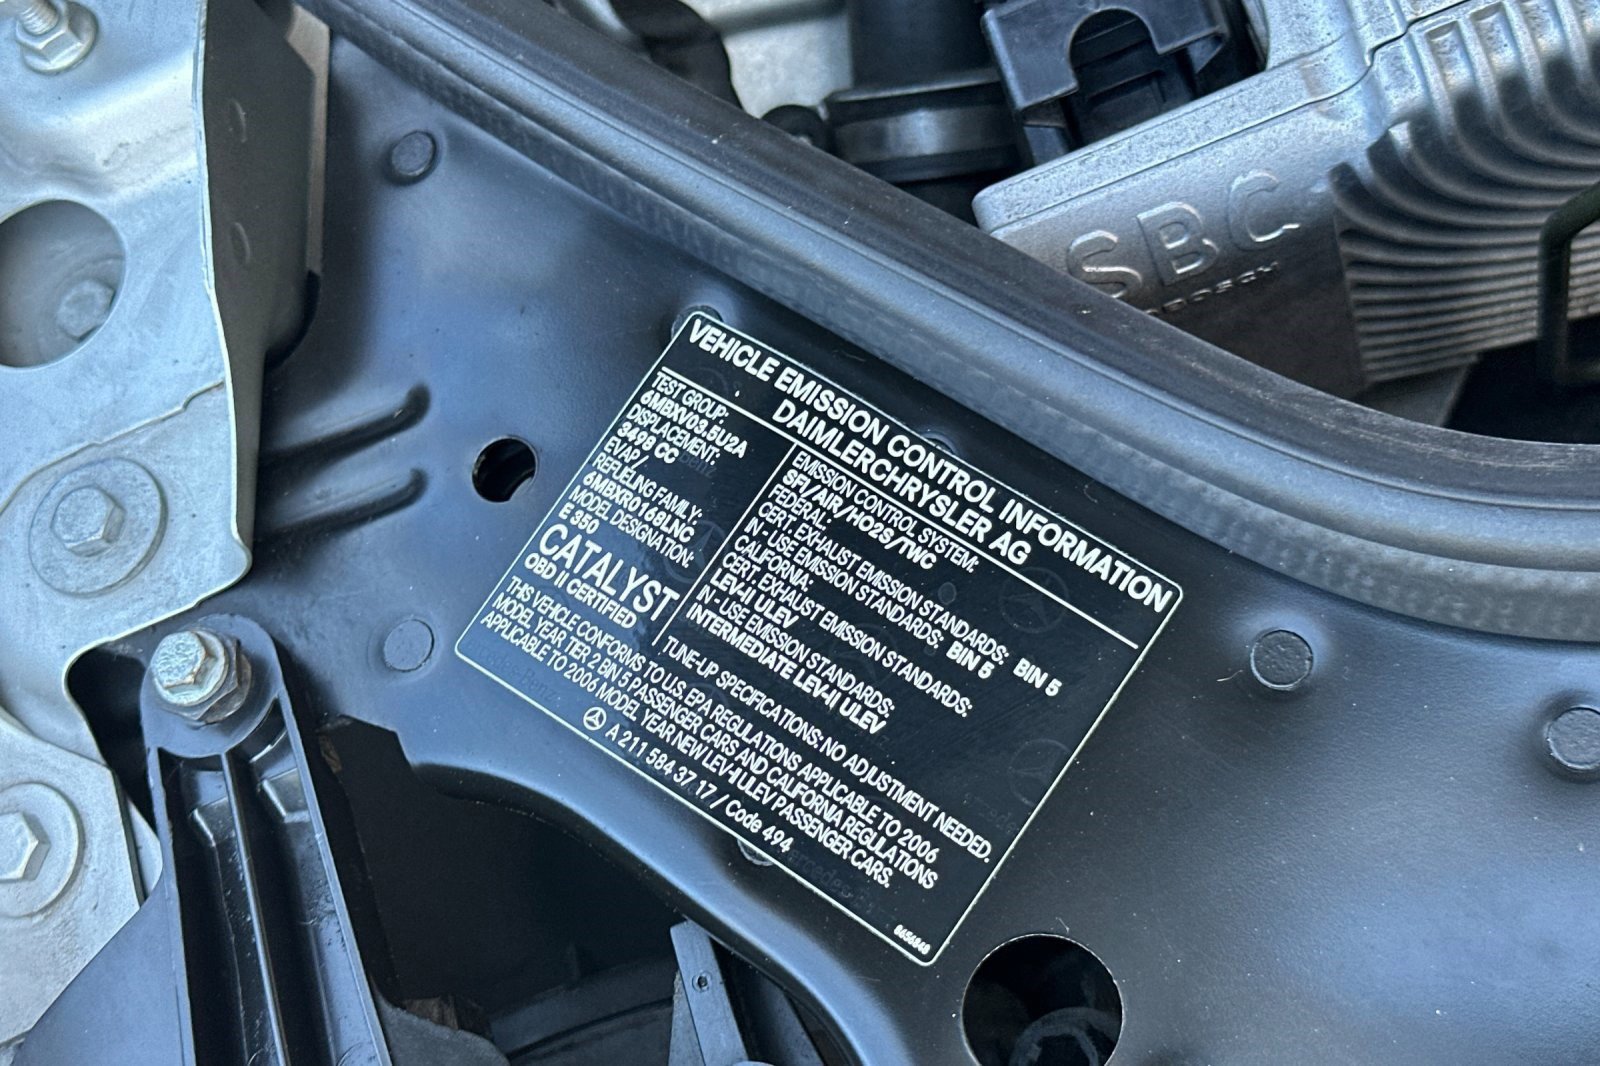 SBC
BOSCH
VEHICLE EMISSION CONTROL INFORMATION
DAIMLERCHRYSLER AG
TEST GROUP:
6MBXV03.5U2A
DISPLACEMENT:
3498 CC
EVAP /
REFUELING FAMILY:
6MBXR0168LNC
MODEL DESIGNATION:
E 350
CATALYST
OBD II CERTIFIED
EMISSION CONTROL SYSTEM:
SFI/AIR/HO2S/TWC
FEDERAL:
CERT. EXHAUST EMISSION STANDARDS: BIN 5
IN - USE EMISSION STANDARDS: BIN 5
CALIFORNIA:
CERT. EXHAUST EMISSION STANDARDS:
LEV-II ULEV
IN - USE EMISSION STANDARDS:
INTERMEDIATE LEV-II ULEV
TUNE-UP SPECIFICATIONS: NO ADJUSTMENT NEEDED.
THIS VEHICLE CONFORMS TO U.S. EPA REGULATIONS APPLICABLE TO 2006
MODEL YEAR TIER 2 BIN 5 PASSENGER CARS AND CALIFORNIA REGULATIONS
APPLICABLE TO 2006 MODEL YEAR NEW LEV-II ULEV PASSENGER CARS.
A 211 584 37 17 / Code 494
8456848